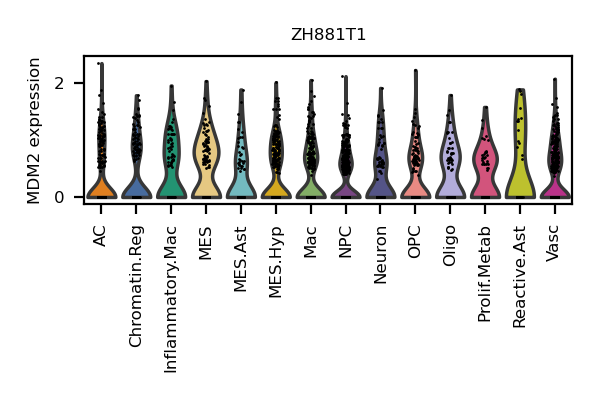 ZH881T1
MDM2 expression
2
0
AC
Chromatin.Reg
Inflammatory.Mac
MES
MES.Ast
MES.Hyp
Mac
NPC
Neuron
OPC
Oligo
Prolif.Metab
Reactive.Ast
Vasc